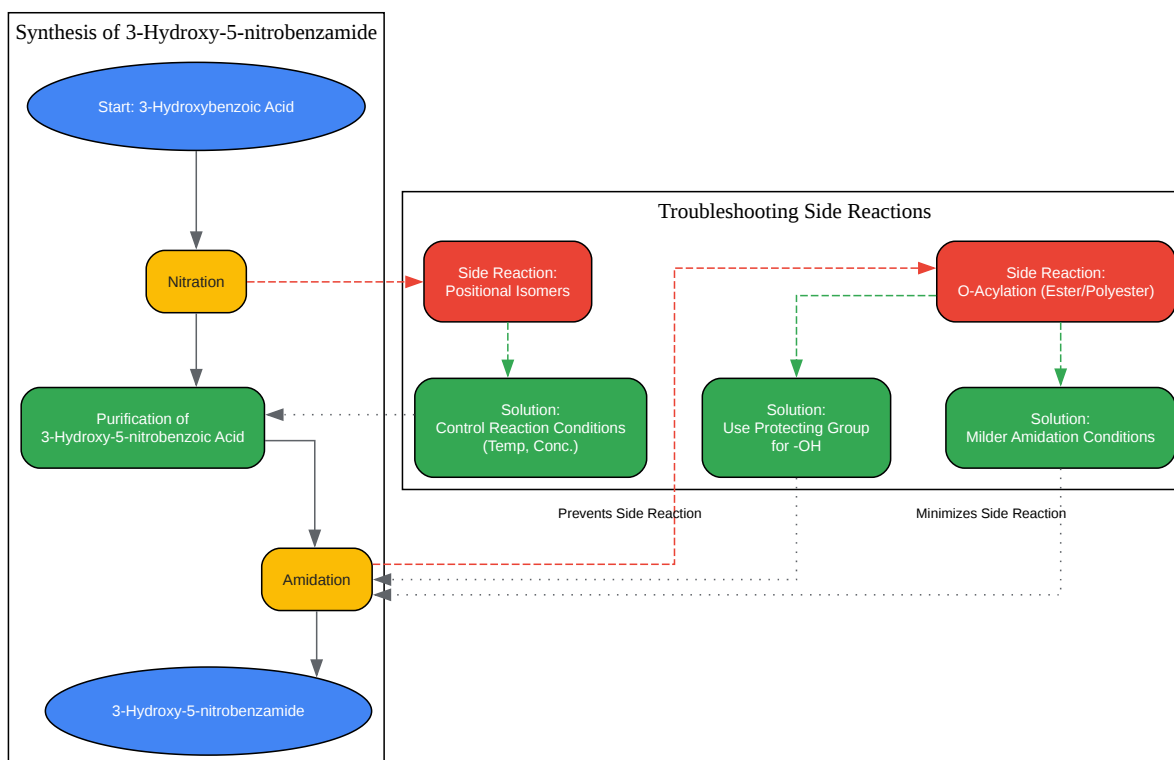 Synthesis of 3-Hydroxy-5-nitrobenzamide
Start: 3-Hydroxybenzoic Acid
Nitration
Purification of
3-Hydroxy-5-nitrobenzoic Acid
Amidation
3-Hydroxy-5-nitrobenzamide
Troubleshooting Side Reactions
Side Reaction:
Positional Isomers
Side Reaction:
O-Acylation (Ester/Polyester)
Solution:
Control Reaction Conditions
(Temp, Conc.)
Solution:
Use Protecting Group
for -OH
Solution:
Milder Amidation Conditions
Prevents Side Reaction
Minimizes Side Reaction